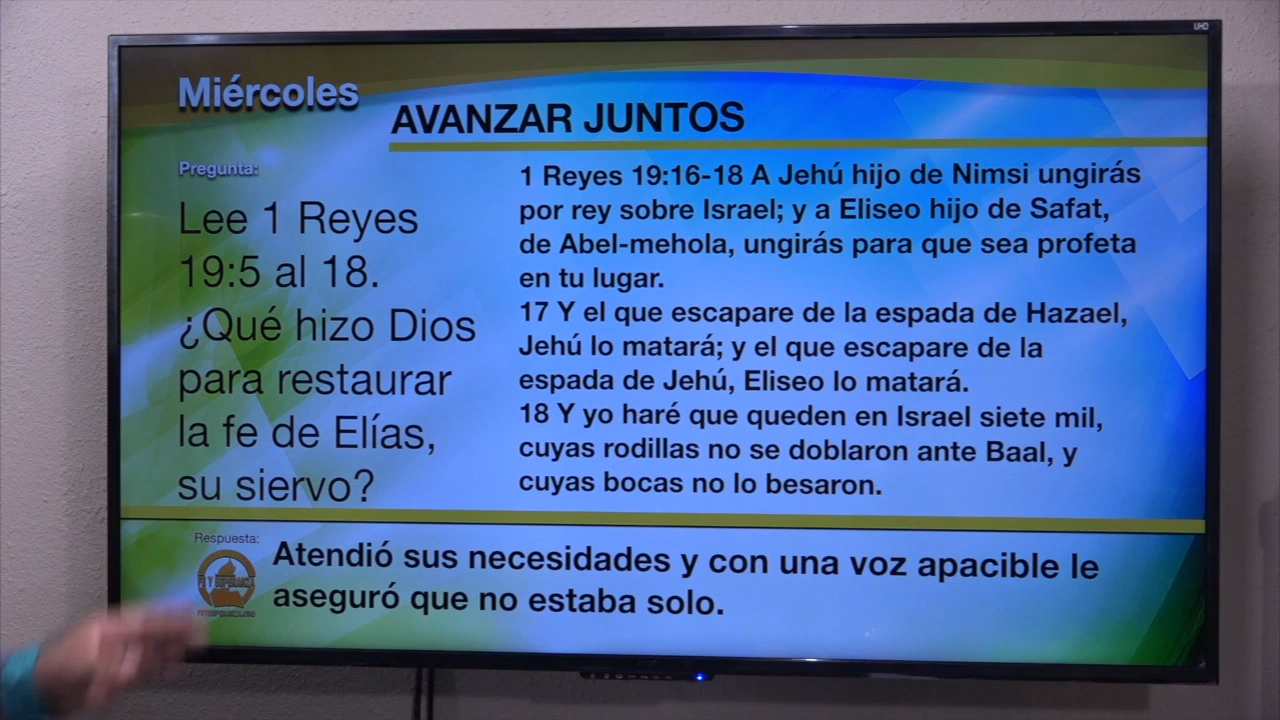 UHD
Miércoles
AVANZAR JUNTOS
Pregunta:
Lee 1 Reyes
19:5 al 18.
¿Qué hizo Dios
para restaurar
la fe de Elías,
su siervo?
1 Reyes 19:16-18 A Jehú hijo de Nimsi ungirás
por rey sobre Israel; y a Eliseo hijo de Safat,
de Abel-mehola, ungirás para que sea profeta
en tu lugar.
17 Y el que escapare de la espada de Hazael,
Jehú lo matará; y el que escapare de la
espada de Jehú, Eliseo lo matará.
18 Y yo haré que queden en Israel siete mil,
cuyas rodillas no se doblaron ante Baal, y
cuyas bocas no lo besaron.
Respuesta:
FE Y ESPERANZA
Atendió sus necesidades y con una voz apacible le
aseguró que no estaba solo.